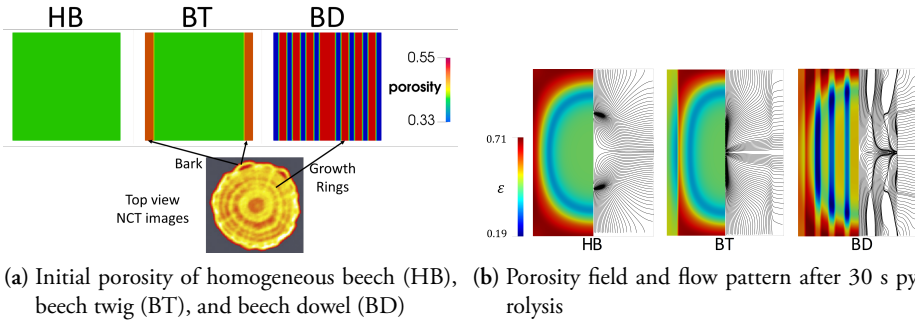 HB
BT
BD
0.55
porosity
0.33
Bark
Growth
Rings
Top view
NCT images
0.71
ε
0.19
HB
BT
BD
(a) Initial porosity of homogeneous beech (HB),
beech twig (BT), and beech dowel (BD)
(b) Porosity field and flow pattern after 30 s py-
rolysis